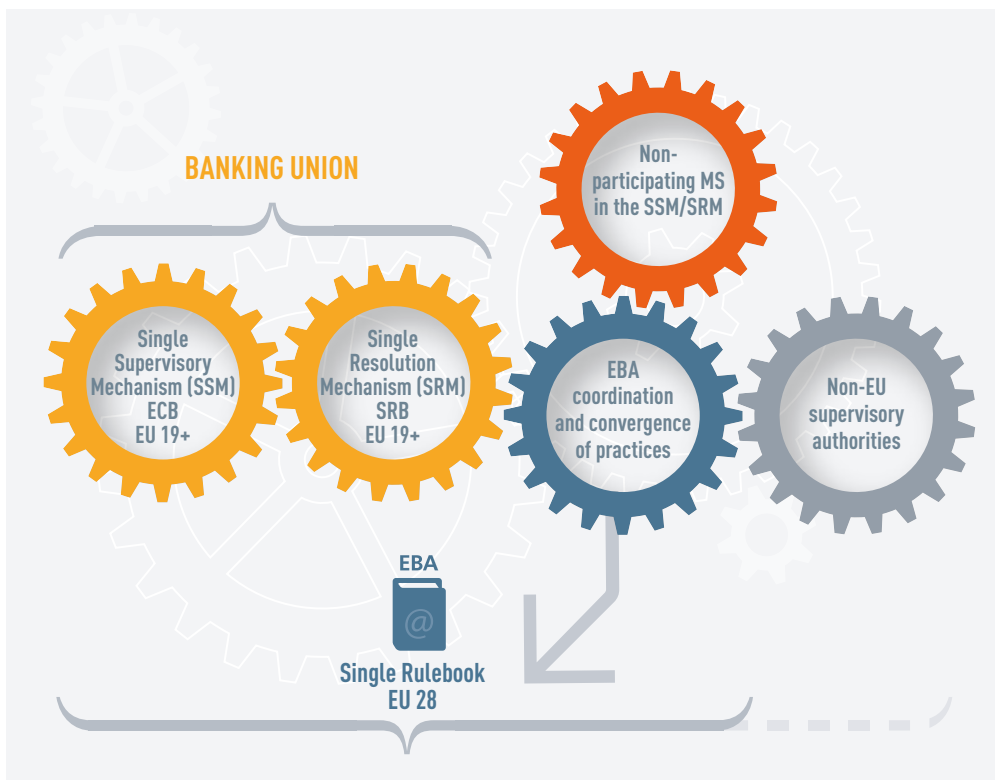 BANKING UNION
Single
Supervisory
Mechanism (SSM)
ECB
EU 19+
Single
Resolution
Mechanism (SRM)
SRB
EU 19+
Non-
participating MS
in the SSM/SRM
EBA
coordination
and convergence
of practices
Non-EU
supervisory
authorities
EBA
@
Single Rulebook
EU 28